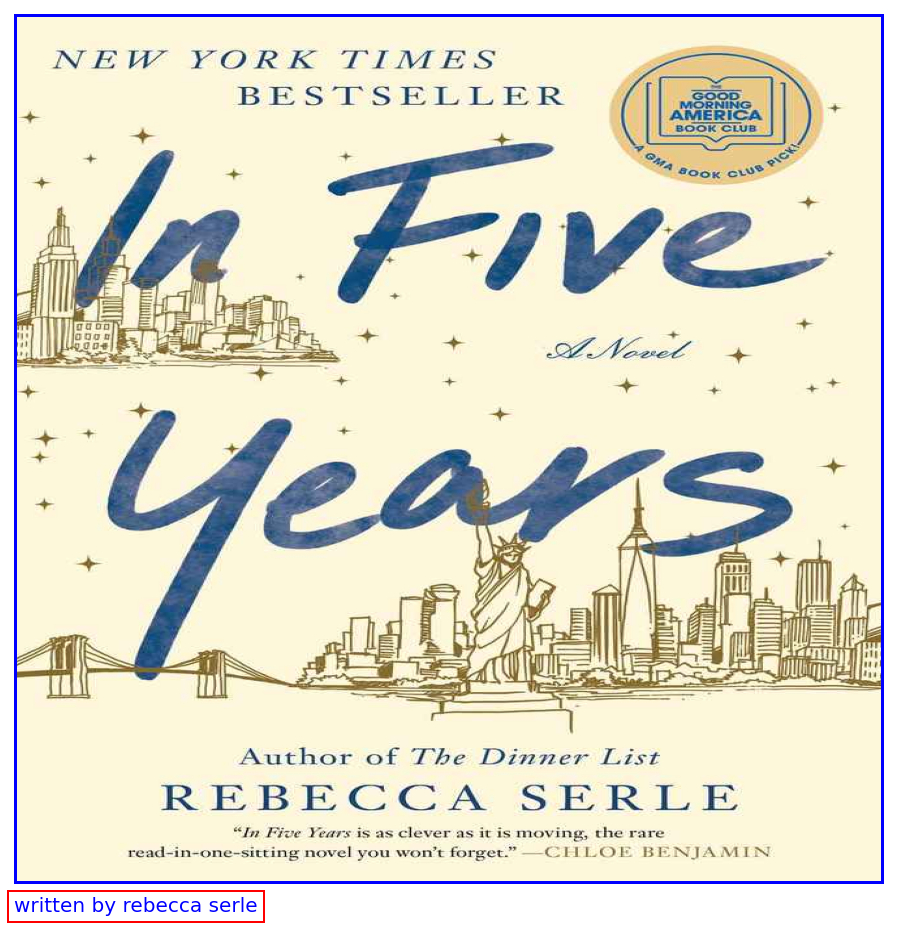 NEW YORK TIMES
BESTSELLER
THE
GOOD
MORNING
AMERICA
BOOK CLUB
A GMA BOOK CLUB PICK!
In Five
A Novel
Years
Author of The Dinner List
REBECCA SERLE
“In Five Years is as clever as it is moving, the rare
read-in-one-sitting novel you won’t forget.” —CHLOE BENJAMIN
written by rebecca serle